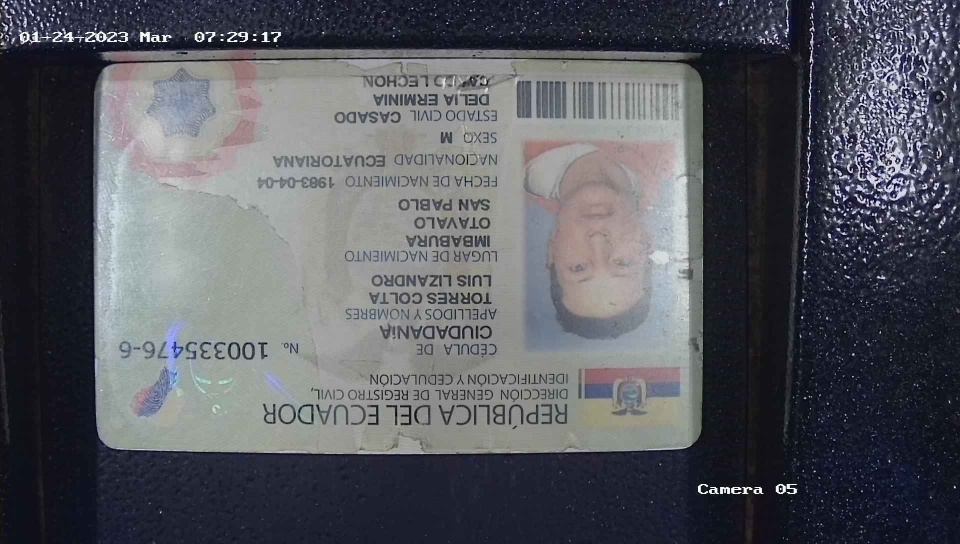 01-24-2023 Mar 07:29:17
REPÚBLICA DEL ECUADOR
DIRECCIÓN GENERAL DE REGISTRO CIVIL,
IDENTIFICACIÓN Y CEDULACIÓN
CÉDULA DE
CIUDADANÍA
No. 100335476-6
APELLIDOS Y NOMBRES
TORRES COLTA
LUIS LIZANDRO
LUGAR DE NACIMIENTO
IMBABURA
OTAVALO
SAN PABLO
FECHA DE NACIMIENTO 1983-04-04
NACIONALIDAD ECUATORIANA
SEXO M
ESTADO CIVIL CASADO
DELIA ERMINIA
LECHON
Camera 05